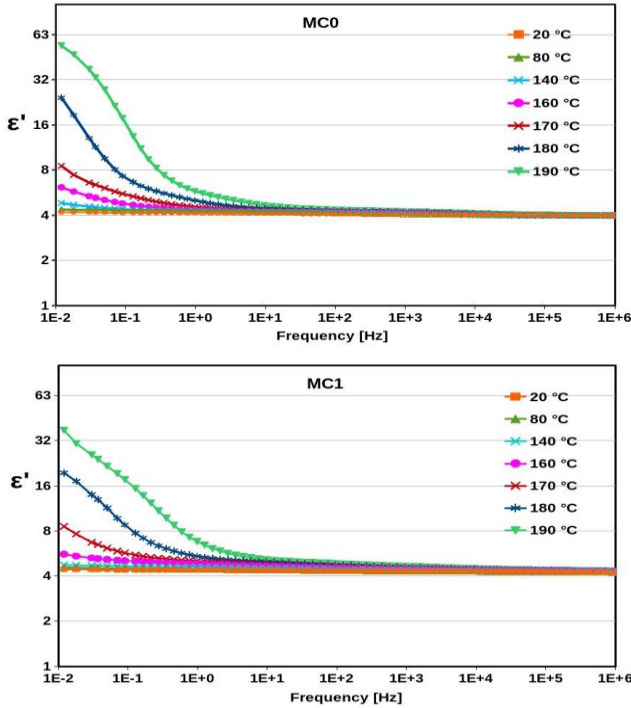 MC0
63
32
16
8
4
2
1
ε'
1E-2 1E-1 1E+0 1E+1 1E+2 1E+3 1E+4 1E+5 1E+6
Frequency [Hz]
20 °C
80 °C
140 °C
160 °C
170 °C
180 °C
190 °C
MC1
63
32
16
8
4
2
1
ε'
1E-2 1E-1 1E+0 1E+1 1E+2 1E+3 1E+4 1E+5 1E+6
Frequency [Hz]
20 °C
80 °C
140 °C
160 °C
170 °C
180 °C
190 °C